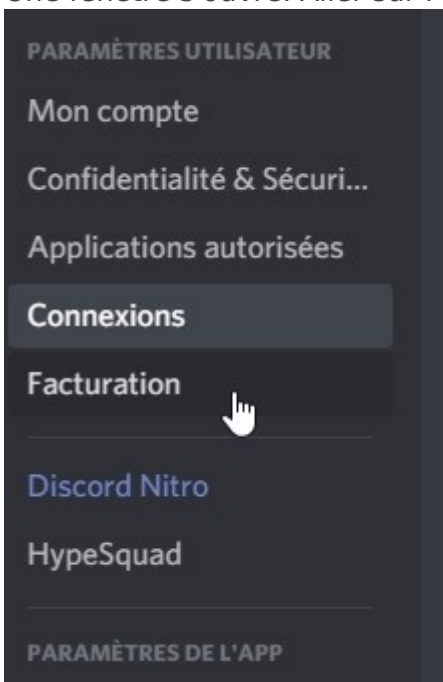 PARAMÈTRES UTILISATEUR
Mon compte
Confidentialité & Sécuri...
Applications autorisées
Connexions
Facturation
Discord Nitro
HypeSquad
PARAMÈTRES DE L'APP